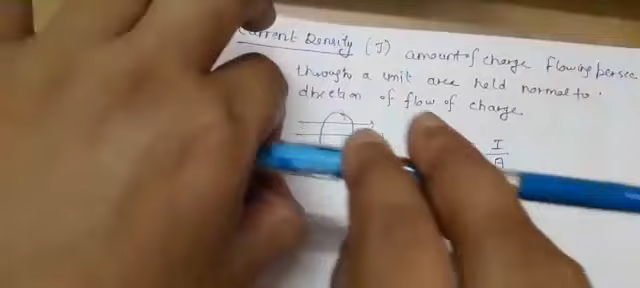 Current Density (J) amount of charge flowing per sec
through a unit area held normal to
direction of flow of charge
I
A